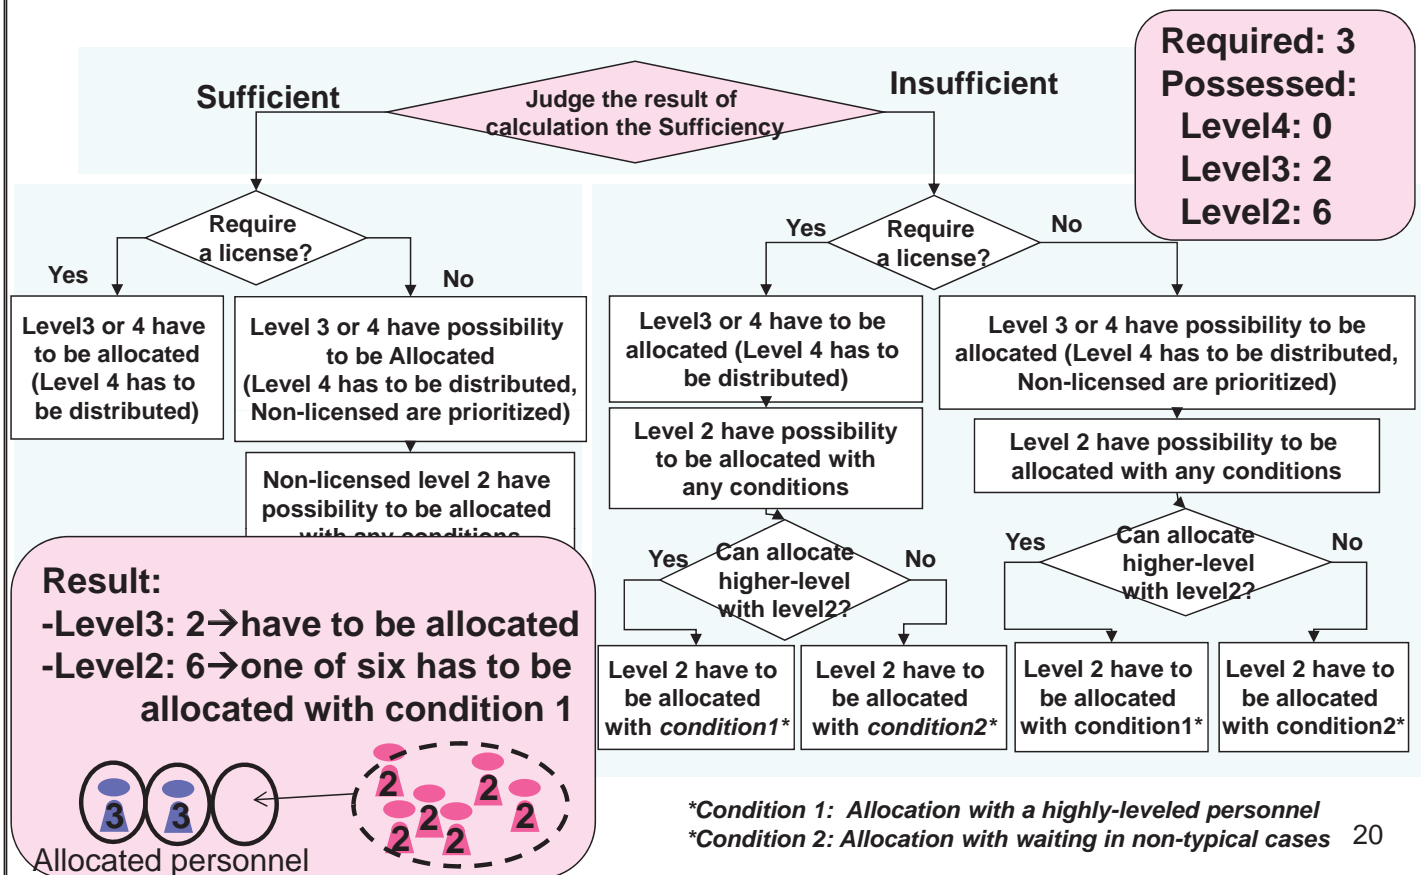 Required: 3
Possessed:
Level4: 0
Level3: 2
Level2: 6
Sufficient
Insufficient
Judge the result of
calculation the Sufficiency
Require
a license?
Yes
No
Level3 or 4 have
to be allocated
(Level 4 has to
be distributed)
Level 3 or 4 have possibility
to be Allocated
(Level 4 has to be distributed,
Non-licensed are prioritized)
Non-licensed level 2 have
possibility to be allocated
with any conditions
Yes
Require
a license?
No
Level3 or 4 have to be
allocated (Level 4 has to
be distributed)
Level 2 have possibility
to be allocated with
any conditions
Yes
Can allocate
higher-level
with level2?
No
Level 2 have to
be allocated
with condition1*
Level 2 have to
be allocated
with condition2*
Level 3 or 4 have possibility to be
allocated (Level 4 has to be distributed,
Non-licensed are prioritized)
Level 2 have possibility to be
allocated with any conditions
Yes
Can allocate
higher-level
with level2?
No
Level 2 have to
be allocated
with condition1*
Level 2 have to
be allocated
with condition2*
Result:
-Level3: 2→have to be allocated
-Level2: 6→one of six has to be
allocated with condition 1
3
3
2
2
2
2
2
2
Allocated personnel
*Condition 1: Allocation with a highly-leveled personnel
*Condition 2: Allocation with waiting in non-typical cases
20